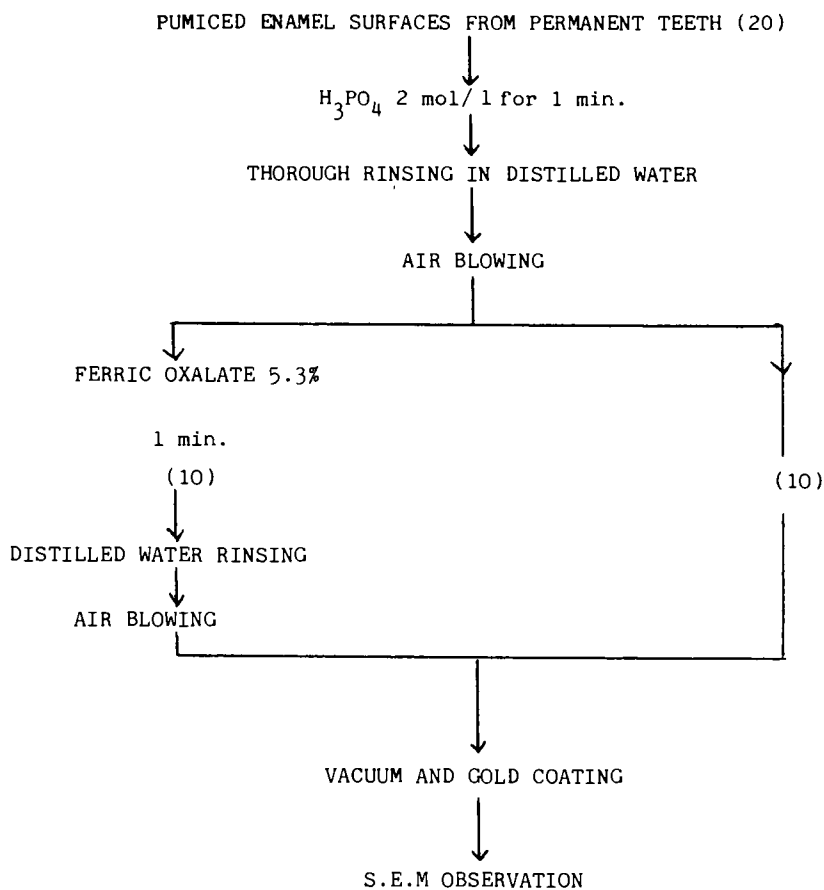 PUMICED ENAMEL SURFACES FROM PERMANENT TEETH (20)
H₃PO₄ 2 mol/l for 1 min.
THOROUGH RINSING IN DISTILLED WATER
AIR BLOWING
FERRIC OXALATE 5.3%
1 min.
(10)
(10)
DISTILLED WATER RINSING
AIR BLOWING
VACUUM AND GOLD COATING
S.E.M OBSERVATION